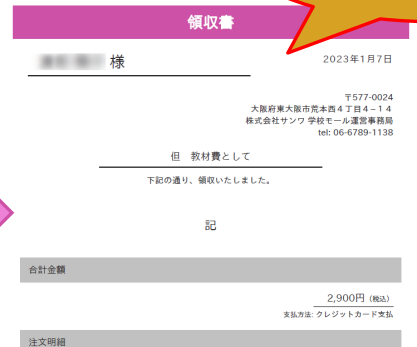 領収書
様
2023年1月7日
〒577-0024
大阪府東大阪市荒本西4丁目4−14
株式会社サンワ 学校モール運営事務局
tel: 06-6789-1138
但 教材費として
下記の通り、領収いたしました。
記
合計金額
2,900円 (税込)
支払方法: クレジットカード支払
注文明細